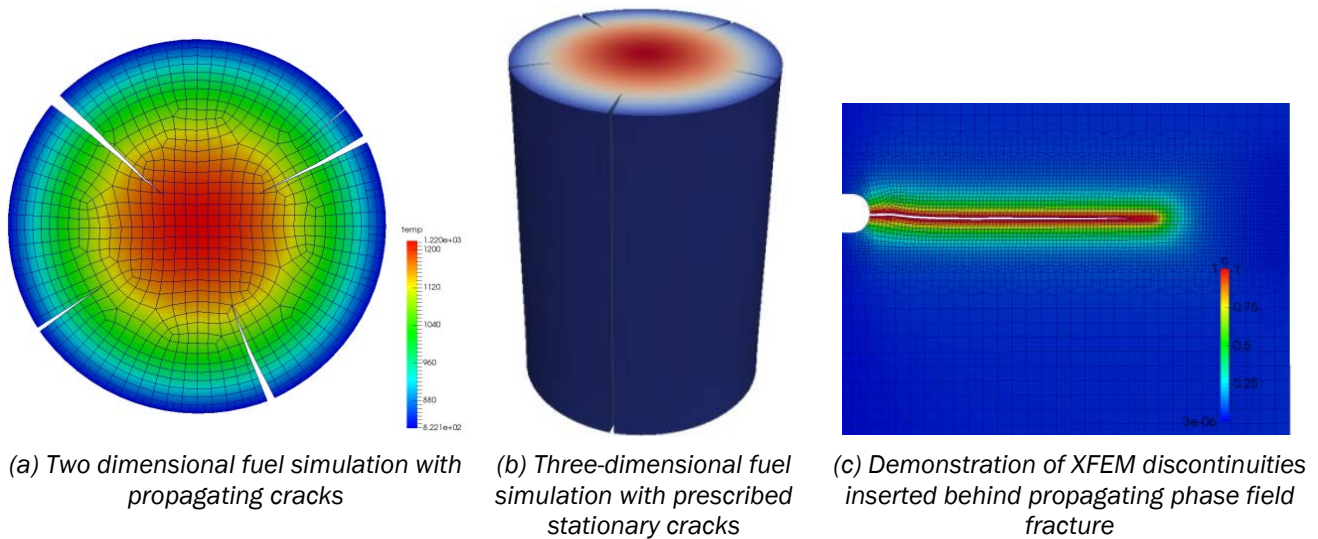 temp
1.220e+03
1200
1120
1040
960
880
8.221e+02
c
1
0.75
0.5
0.25
3e-06
(a) Two dimensional fuel simulation with
propagating cracks
(b) Three-dimensional fuel
simulation with prescribed
stationary cracks
(c) Demonstration of XFEM discontinuities
inserted behind propagating phase field
fracture